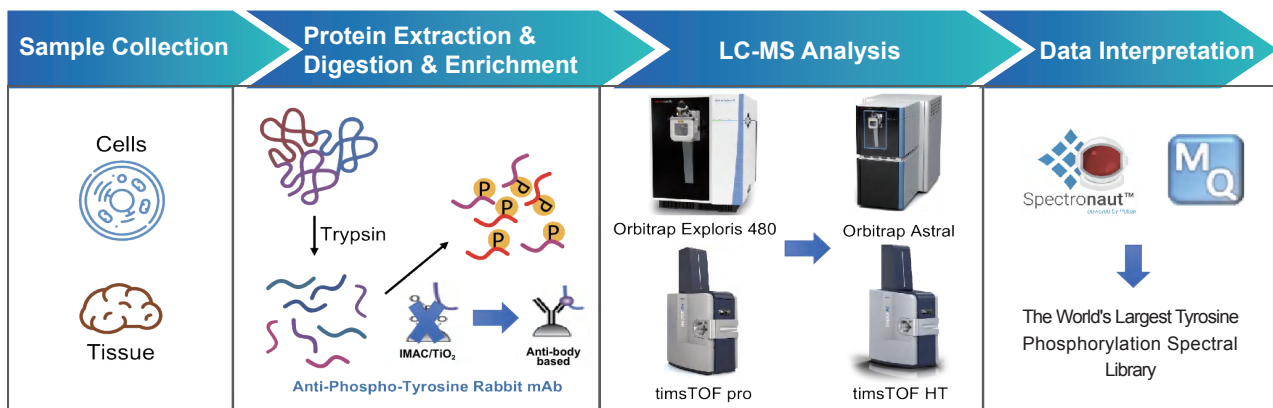 Sample Collection
Protein Extraction &
Digestion & Enrichment
LC-MS Analysis
Data Interpretation
Cells
Tissue
Trypsin
P
P
P
P
P
P
P
IMAC/TiO₂
Anti-body
based
Anti-Phospho-Tyrosine Rabbit mAb
Orbitrap Exploris 480
Orbitrap Astral
timsTOF pro
timsTOF HT
Spectronaut™
M
Q
The World's Largest Tyrosine
Phosphorylation Spectral
Library